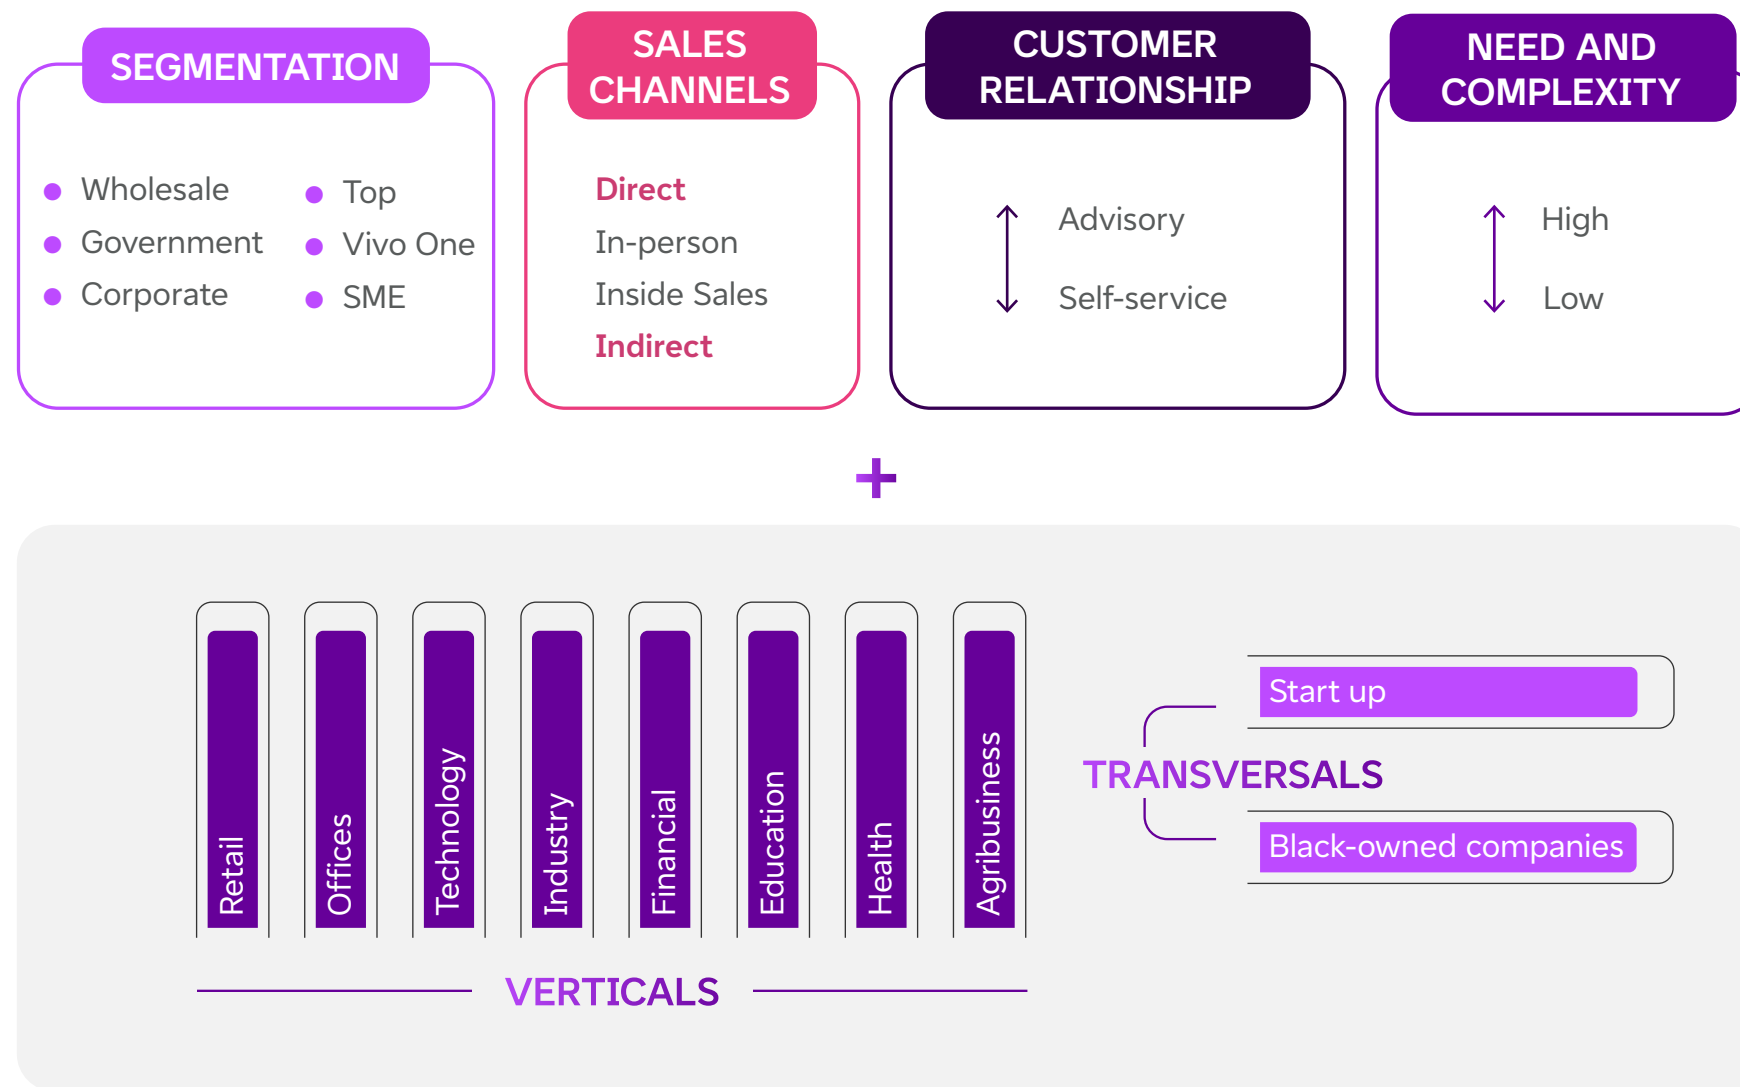 SEGMENTATION
Wholesale
Government
Corporate
Top
Vivo One
SME
SALES
CHANNELS
Direct
In-person
Inside Sales
Indirect
CUSTOMER
RELATIONSHIP
Advisory
Self-service
NEED AND
COMPLEXITY
High
Low
+
Retail
Offices
Technology
Industry
Financial
Education
Health
Agribusiness
VERTICALS
Start up
TRANSVERSALS
Black-owned companies